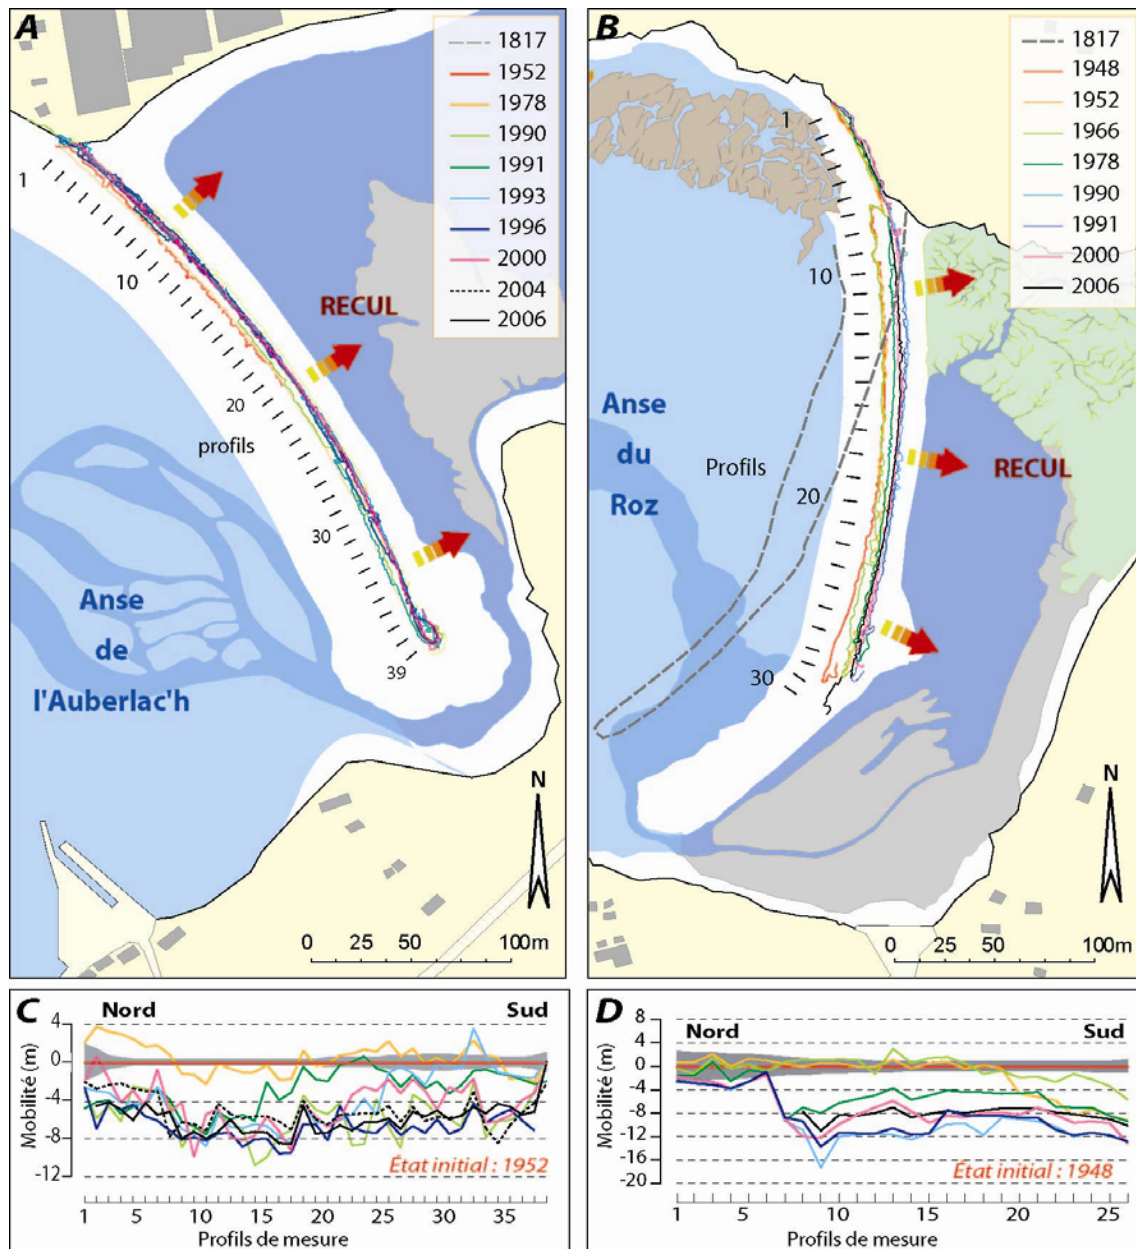 A
1817
1952
1978
1990
1991
1993
1996
2000
2004
2006
1
10
20
profils
30
39
RECUL
Anse
de
l'Auberlac'h
N
0 25 50 100m
B
1817
1948
1952
1966
1978
1990
1991
2000
2006
1
10
Profils
20
30
Anse
du
Roz
RECUL
N
0 25 50 100m
C
Nord
Sud
Mobilité (m)
4
0
-4
-8
-12
État initial : 1952
1 10 15 20 25 30 35
Profils de mesure
D
Nord
Sud
Mobilité (m)
8
4
0
-4
-8
-12
-16
-20
État initial : 1948
1 5 10 15 20 25
Profils de mesure